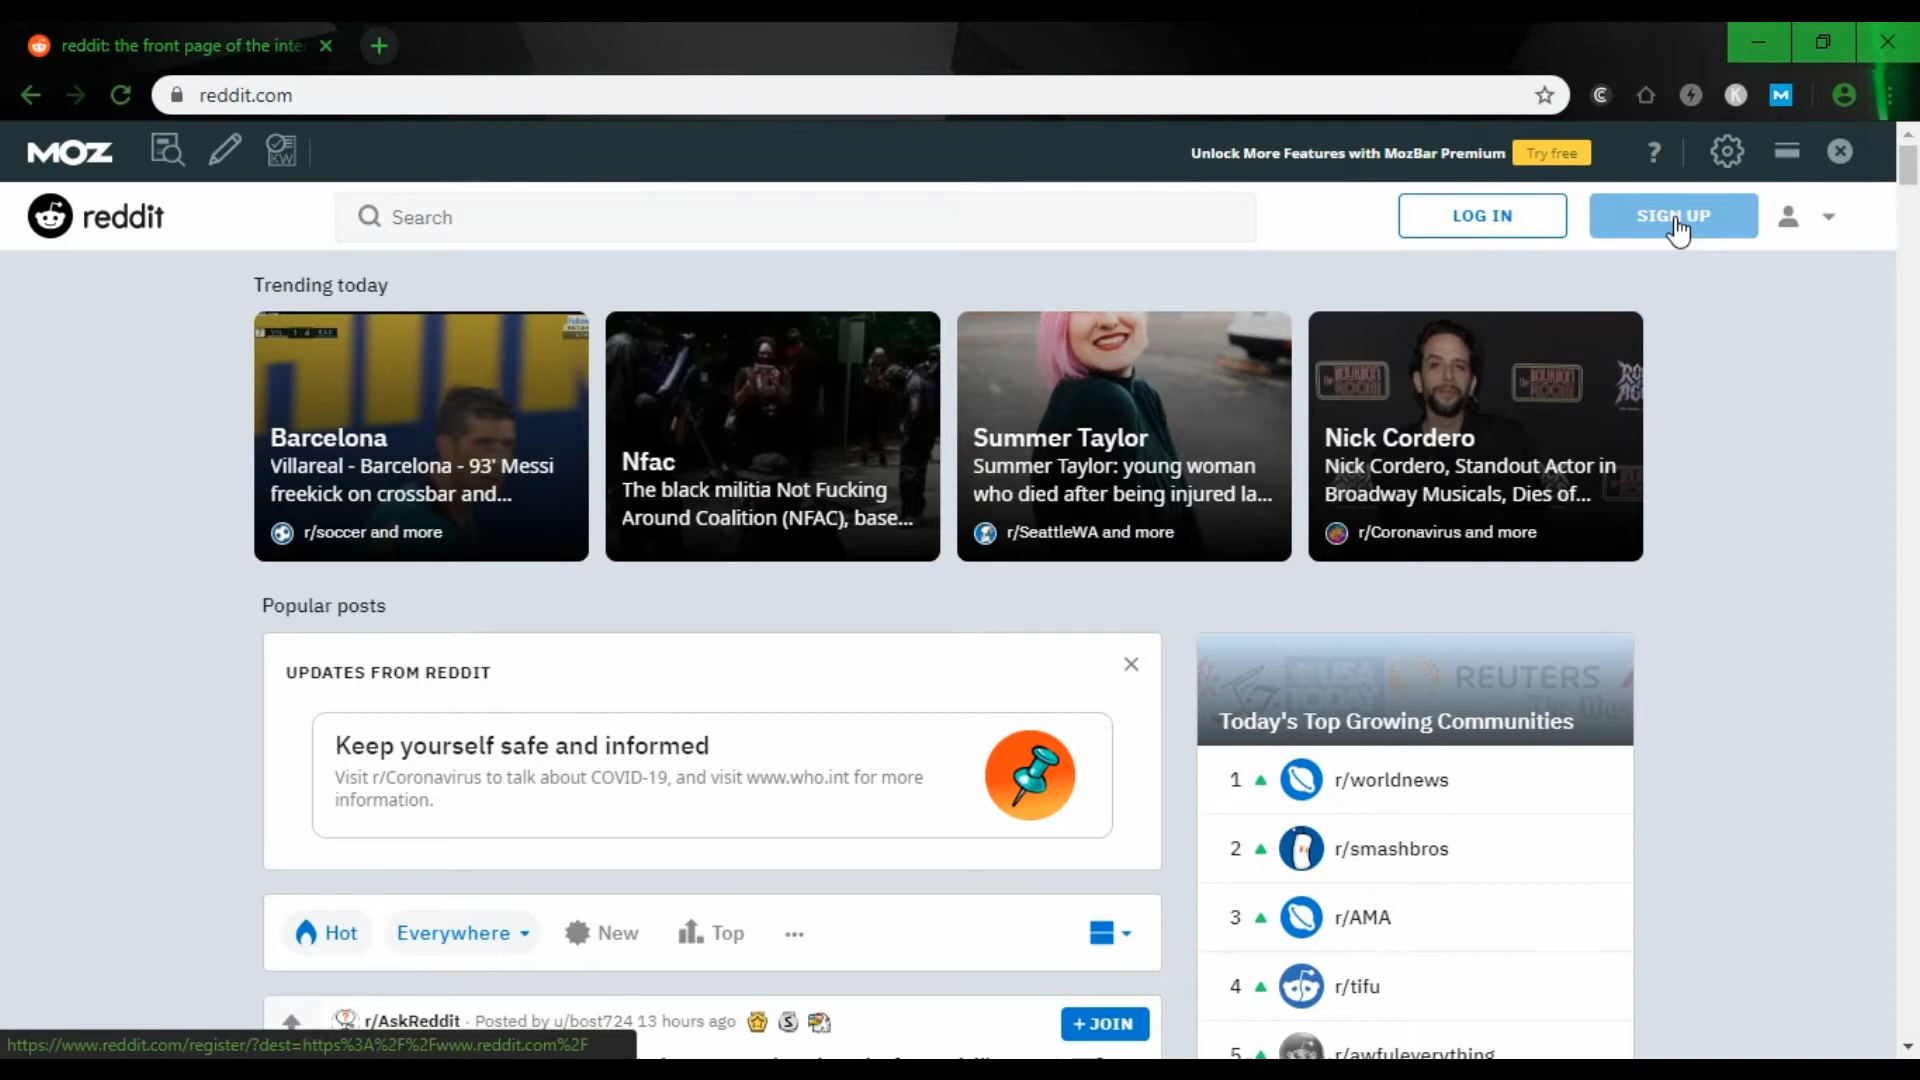 reddit: the front page of the inte
reddit.com
MOZ
KW
Unlock More Features with MozBar Premium
Try free
?
reddit
Search
LOG IN
SIGN UP
Trending today
Barcelona
Villareal - Barcelona - 93' Messi
freekick on crossbar and...
r/soccer and more
Nfac
The black militia Not Fucking
Around Coalition (NFAC), base...
Summer Taylor
Summer Taylor: young woman
who died after being injured la...
r/SeattleWA and more
Nick Cordero
Nick Cordero, Standout Actor in
Broadway Musicals, Dies of...
r/Coronavirus and more
Popular posts
UPDATES FROM REDDIT
Keep yourself safe and informed
Visit r/Coronavirus to talk about COVID-19, and visit www.who.int for more
information.
REUTERS
Today's Top Growing Communities
1 r/worldnews
2 r/smashbros
3 r/AMA
4 r/tifu
5 r/awfuleverything
Hot
Everywhere
New
Top
...
r/AskReddit · Posted by u/bost724 13 hours ago
+ JOIN
https://www.reddit.com/register/?dest=https%3A%2F%2Fwww.reddit.com%2F